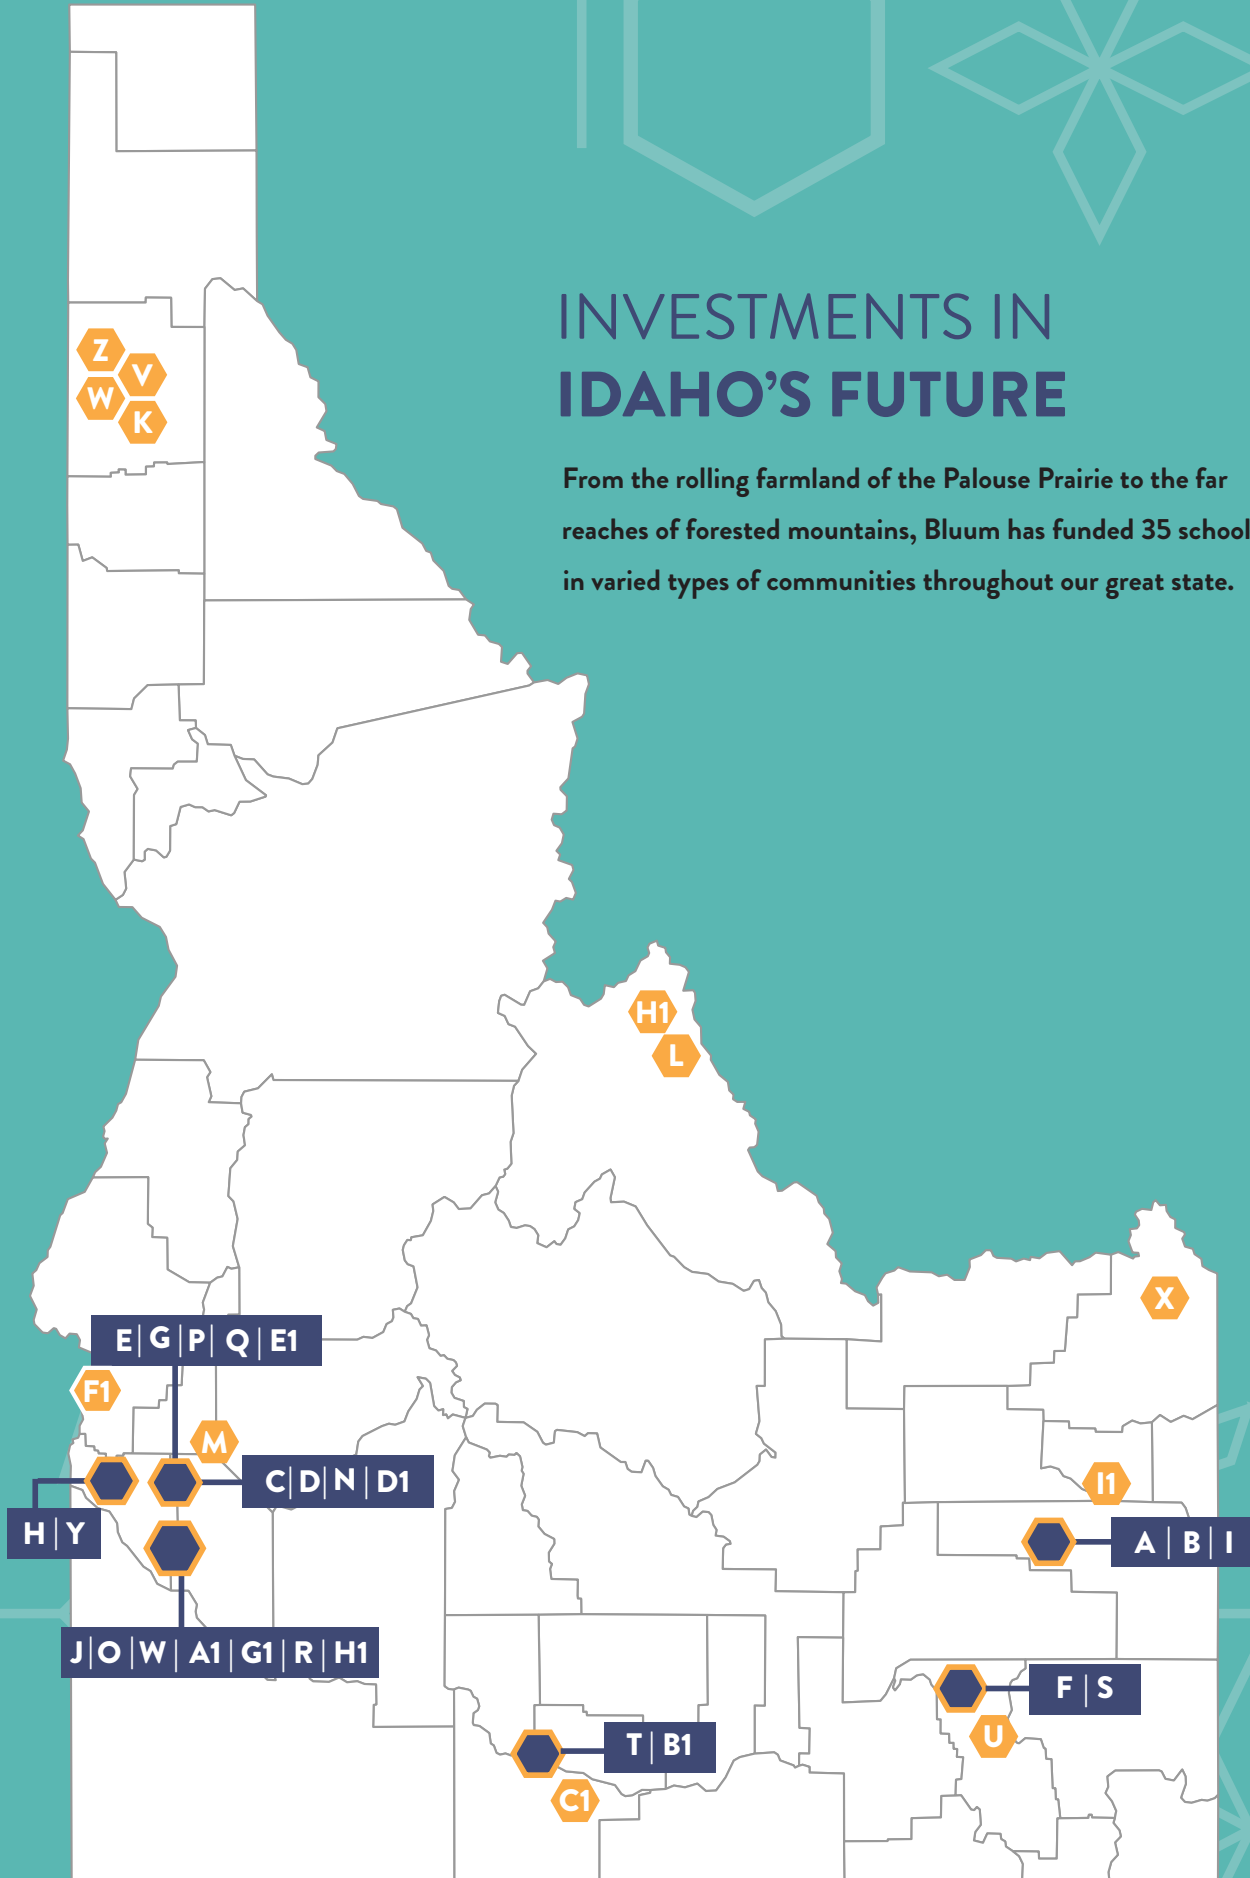 INVESTMENTS IN
IDAHO'S FUTURE
From the rolling farmland of the Palouse Prairie to the far
reaches of forested mountains, Bluum has funded 35 school
in varied types of communities throughout our great state.
Z
V
W
K
H1
L
X
E|G|P|Q|E1
F1
M
C|D|N|D1
I1
H|Y
A|B|I
J|O|W|A1|G1|R|H1
F|S
U
T|B1
C1